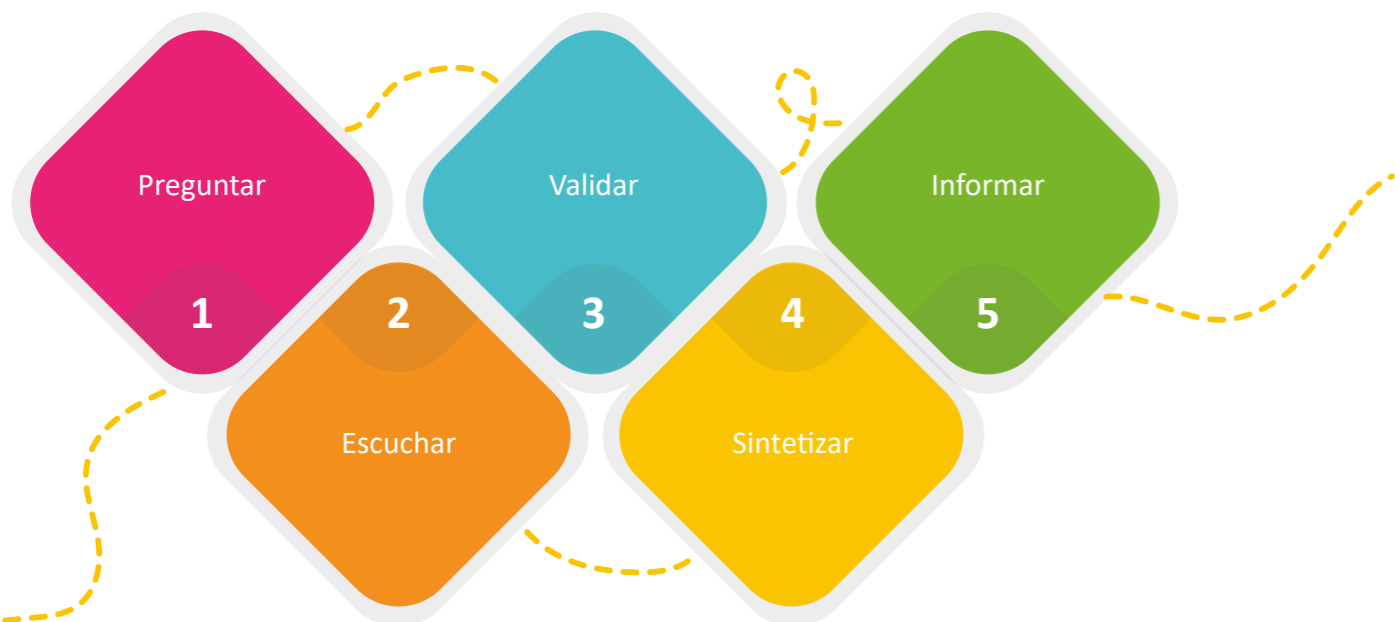 Preguntar
1
2
Escuchar
Validar
3
4
Sintetizar
Informar
5